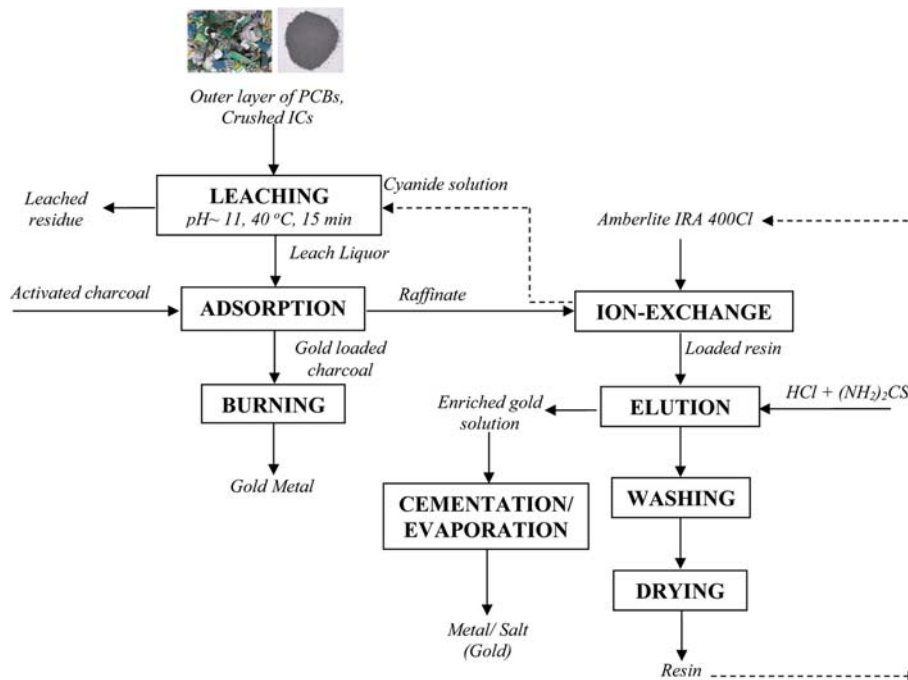 Outer layer of PCBs,
Crushed ICs
LEACHING
pH~ 11, 40 °C, 15 min
Leached
residue
Cyanide solution
Leach Liquor
Amberlite IRA 400Cl
Activated charcoal
ADSORPTION
Raffinate
ION-EXCHANGE
Gold loaded
charcoal
Loaded resin
BURNING
Enriched gold
solution
ELUTION
HCl + (NH₂)₂CS
Gold Metal
CEMENTATION/
EVAPORATION
WASHING
DRYING
Metal/ Salt
(Gold)
Resin